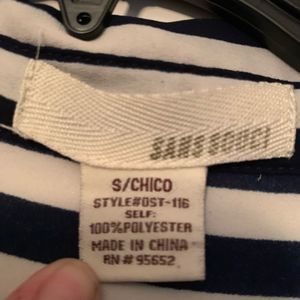 SANS SOUCI
S/CHICO
STYLE#OST-116
SELF:
100%POLYESTER
MADE IN CHINA
RN# 95652